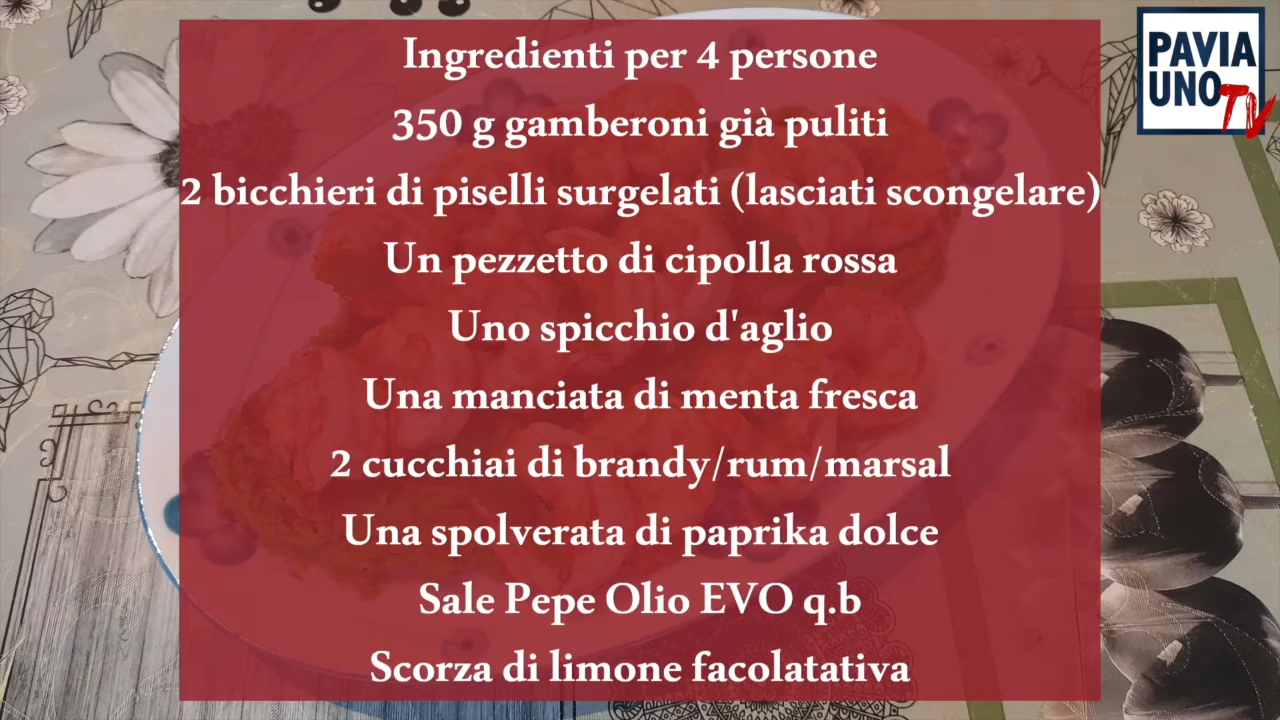 Ingredienti per 4 persone
350 g gamberoni già puliti
2 bicchieri di piselli surgelati (lasciati scongelare)
Un pezzetto di cipolla rossa
Uno spicchio d'aglio
Una manciata di menta fresca
2 cucchiai di brandy/rum/marsal
Una spolverata di paprika dolce
Sale Pepe Olio EVO q.b
Scorza di limone facolatativa
PAVIA
UNO TV